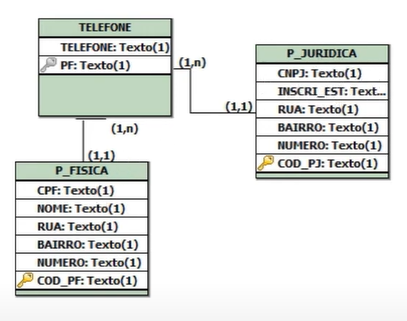 TELEFONE
TELEFONE: Texto(1)
PF: Texto(1)
(1,n)
(1,n)
(1,1)
(1,1)
P_JURIDICA
CNPJ: Texto(1)
INSCRI_EST: Text...
RUA: Texto(1)
BAIRRO: Texto(1)
NUMERO: Texto(1)
COD_PJ: Texto(1)
P_FISICA
CPF: Texto(1)
NOME: Texto(1)
RUA: Texto(1)
BAIRRO: Texto(1)
NUMERO: Texto(1)
COD_PF: Texto(1)